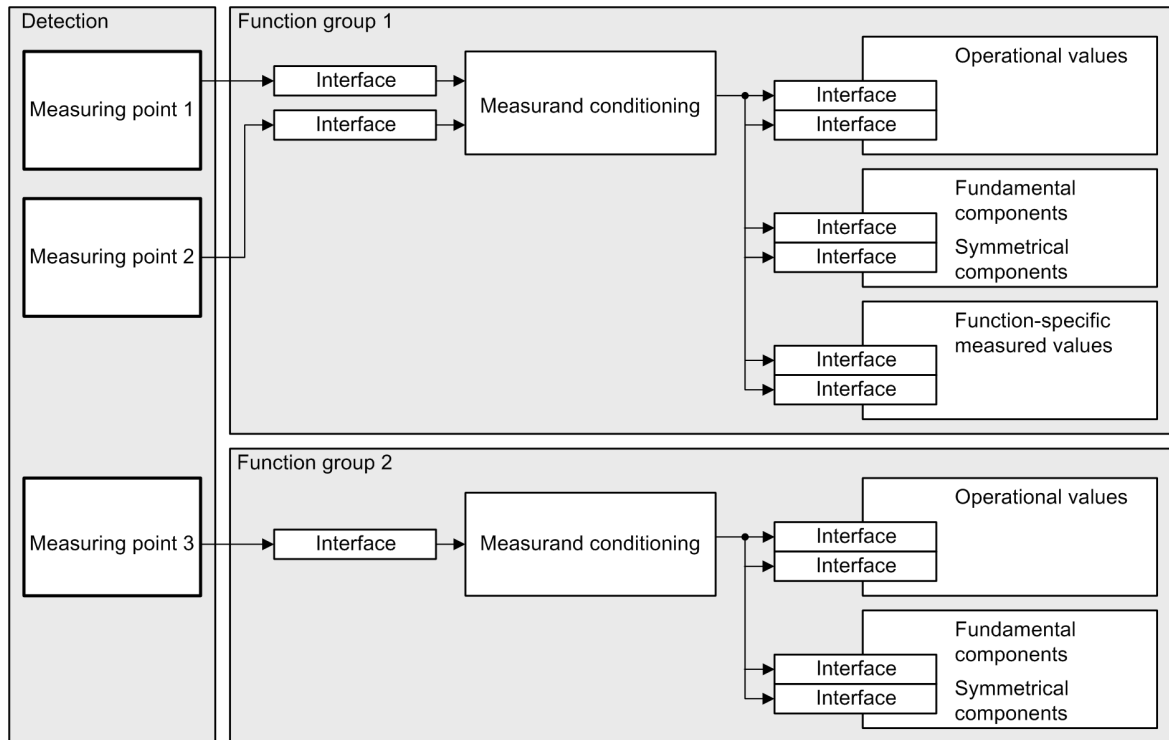 Detection
Measuring point 1
Measuring point 2
Measuring point 3
Function group 1
Interface
Interface
Measurand conditioning
Interface
Interface
Operational values
Interface
Interface
Fundamental
components
Symmetrical
components
Interface
Interface
Function-specific
measured values
Function group 2
Interface
Measurand conditioning
Interface
Interface
Operational values
Interface
Interface
Fundamental
components
Symmetrical
components